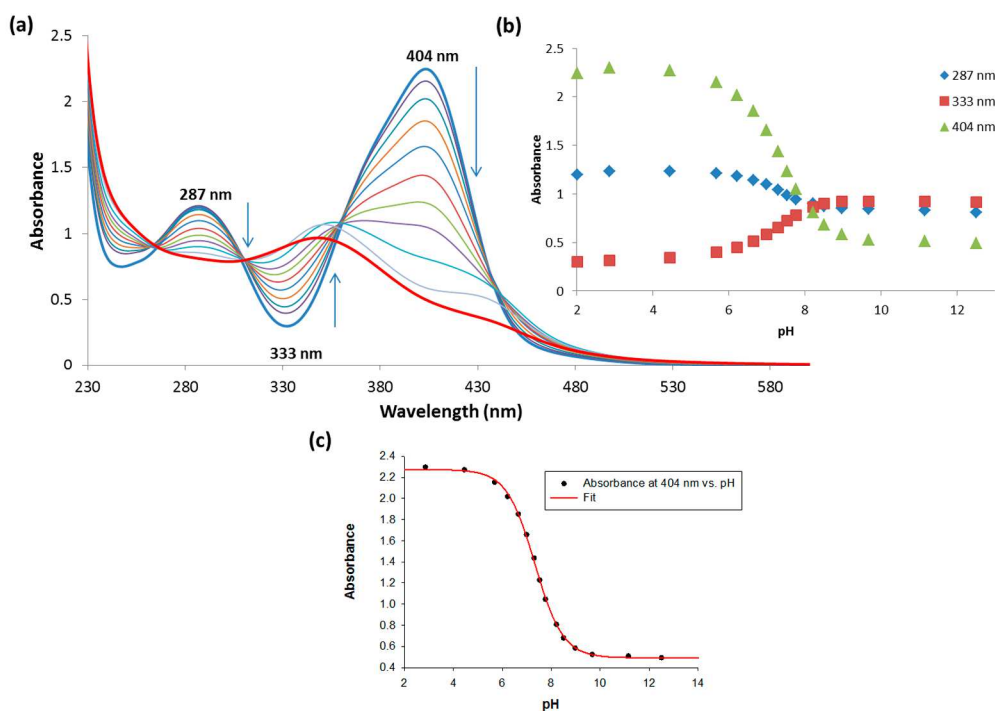 (a)
Absorbance
2.5
2
1.5
1
0.5
0
230
280
330
380
430
480
530
580
Wavelength (nm)
287 nm
333 nm
404 nm
(b)
Absorbance
2.5
2
1.5
1
0.5
0
2
4
6
8
10
12
pH
287 nm
333 nm
404 nm
(c)
Absorbance
2.4
2.2
2.0
1.8
1.6
1.4
1.2
1.0
0.8
0.6
0.4
2
4
6
8
10
12
14
pH
Absorbance at 404 nm vs. pH
Fit